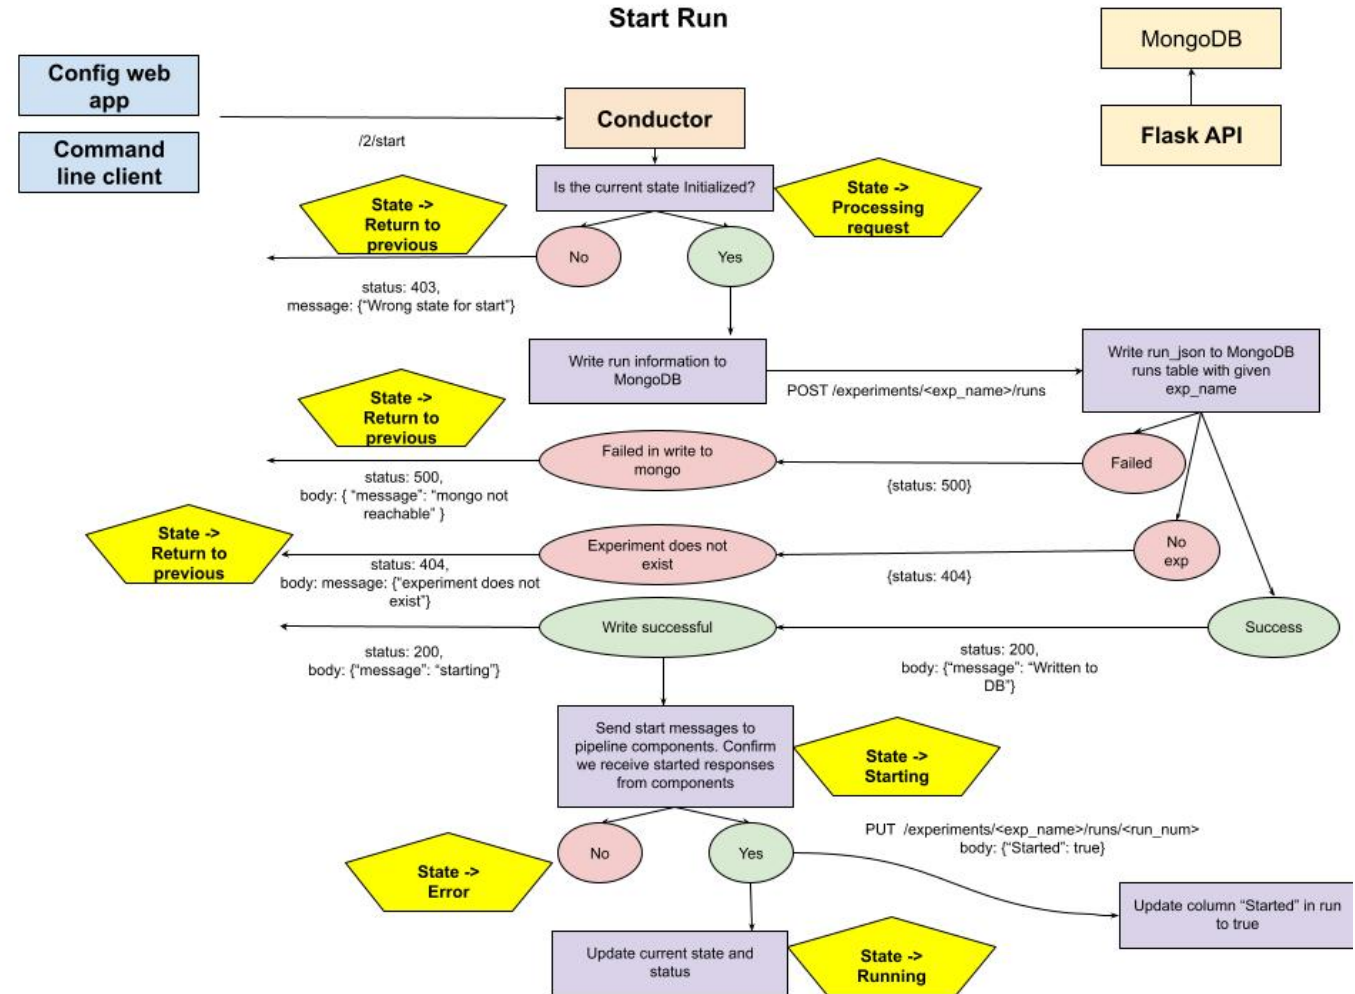 Start Run
MongoDB
Config web
app
Conductor
Flask API
/2/start
Command
line client
Is the current state Initialized?
State ->
Processing
request
State ->
Return to
previous
No
Yes
status: 403,
message: {“Wrong state for start”}
Write run information to
MongoDB
POST /experiments/<exp_name>/runs
Write run_json to MongoDB
runs table with given
exp_name
State ->
Return to
previous
Failed in write to
mongo
Failed
{status: 500}
status: 500,
body: { “message”: “mongo not
reachable” }
State ->
Return to
previous
Experiment does not
exist
No
exp
{status: 404}
status: 404,
body: message: {“experiment does not
exist”}
Write successful
Success
status: 200,
body: {“message”: “starting”}
status: 200,
body: {“message”: “Written to
DB”}
Send start messages to
pipeline components. Confirm
we receive started responses
from components
State ->
Starting
PUT /experiments/<exp_name>/runs/<run_num>
body: {“Started”: true}
No
Yes
State ->
Error
Update column “Started” in run
to true
Update current state and
status
State ->
Running